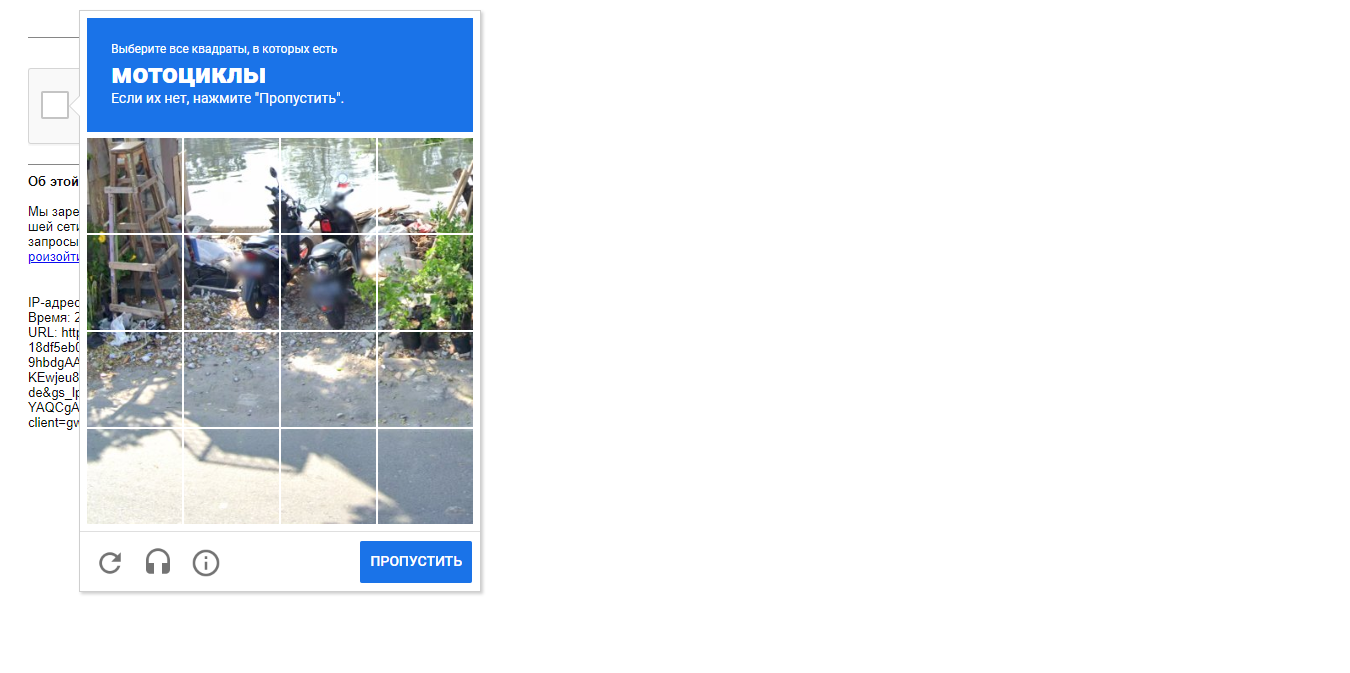 Выберите все квадраты, в которых есть
мотоциклы
Если их нет, нажмите "Пропустить".
Об этой
Мы заре
шей сети
запросы
роизойти
IP-адрес
Время: 2
URL: http
18df5eb0
9hbdgAA
KEwjeu8
de&gs_lp
YAQCgA
client=gw
ПРОПУСТИТЬ